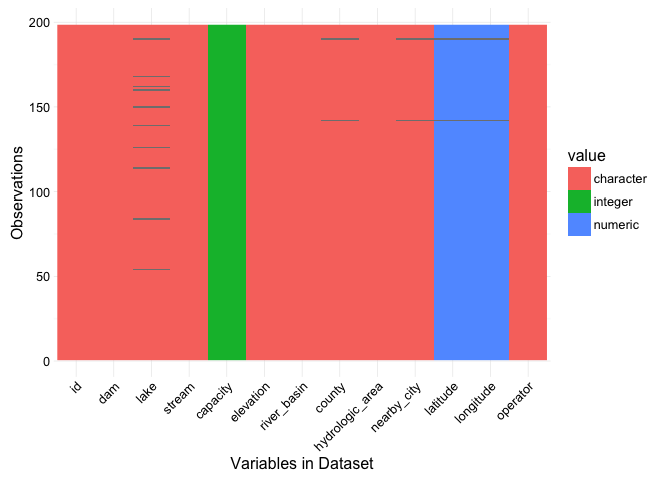 200
150
100
50
0
Observations
id
dam
lake
stream
capacity
elevation
river_basin
county
hydrologic_area
nearby_city
latitude
longitude
operator
Variables in Dataset
value
character
integer
numeric